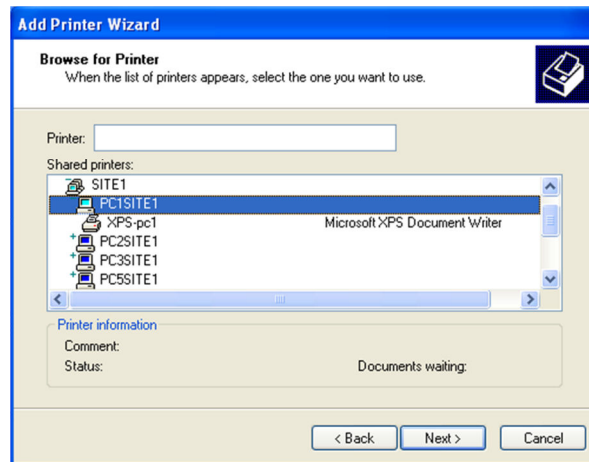 Add Printer Wizard
Browse for Printer
When the list of printers appears, select the one you want to use.
Printer:
Shared printers:
SITE1
PC1SITE1
XPS-pc1 Microsoft XPS Document Writer
PC2SITE1
PC3SITE1
PC5SITE1
Printer information
Comment:
Status: Documents waiting:
< Back Next > Cancel